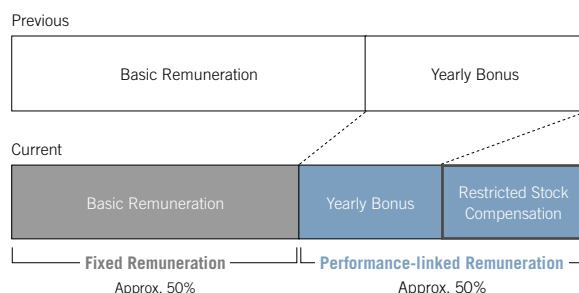 Previous
Basic Remuneration
Yearly Bonus
Current
Basic Remuneration
Yearly Bonus
Restricted Stock
Compensation
Fixed Remuneration
Performance-linked Remuneration
Approx. 50%
Approx. 50%